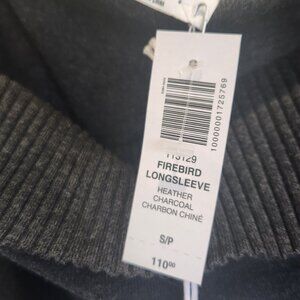 10000001725769
113129
FIREBIRD
LONGSLEEVE
HEATHER
CHARCOAL
CHARBON CHINÉ
S/P
110.00